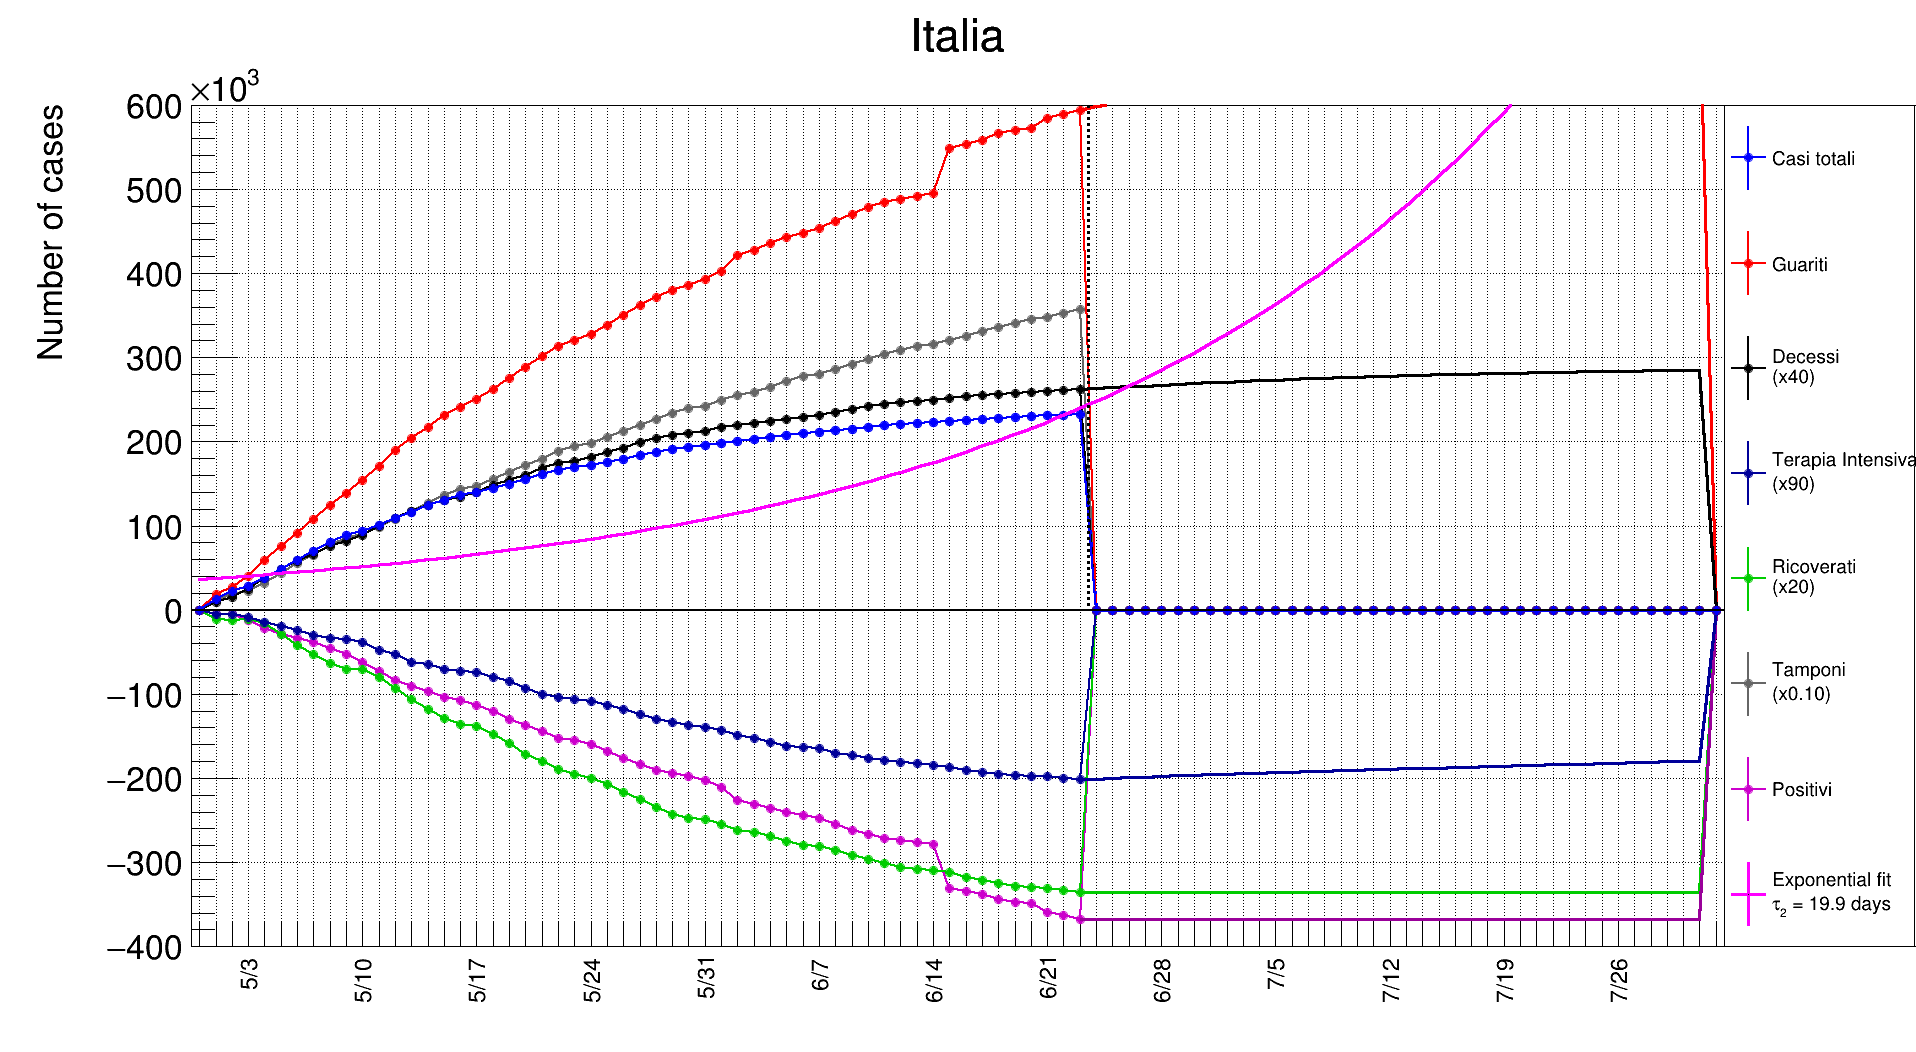 Italia
×10³
Number of cases
600
500
400
300
200
100
0
−100
−200
−300
−400
5/3
5/10
5/17
5/24
5/31
6/7
6/14
6/21
6/28
7/5
7/12
7/19
7/26
Casi totali
Guariti
Decessi
(x40)
Terapia Intensiva
(x90)
Ricoverati
(x20)
Tamponi
(x0.10)
Positivi
Exponential fit
τ₂ = 19.9 days